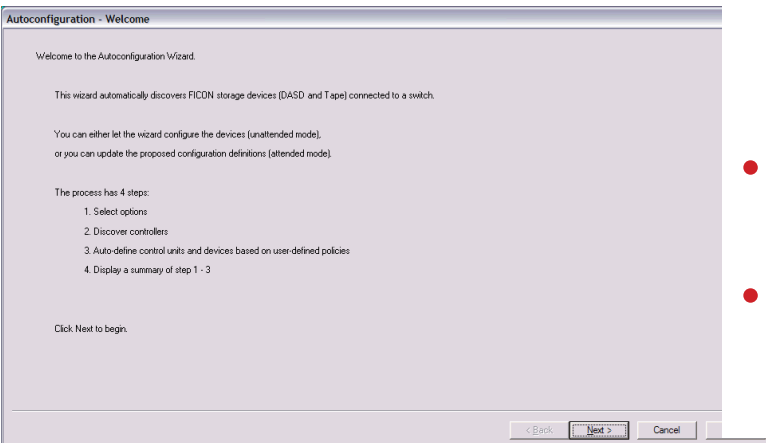 Autoconfiguration - Welcome
Welcome to the Autoconfiguration Wizard.
This wizard automatically discovers FICON storage devices (DASD and Tape) connected to a switch.
You can either let the wizard configure the devices (unattended mode),
or you can update the proposed configuration definitions (attended mode).
The process has 4 steps:
1. Select options
2. Discover controllers
3. Auto-define control units and devices based on user-defined policies
4. Display a summary of step 1 - 3
Click Next to begin.
< Back Next > Cancel